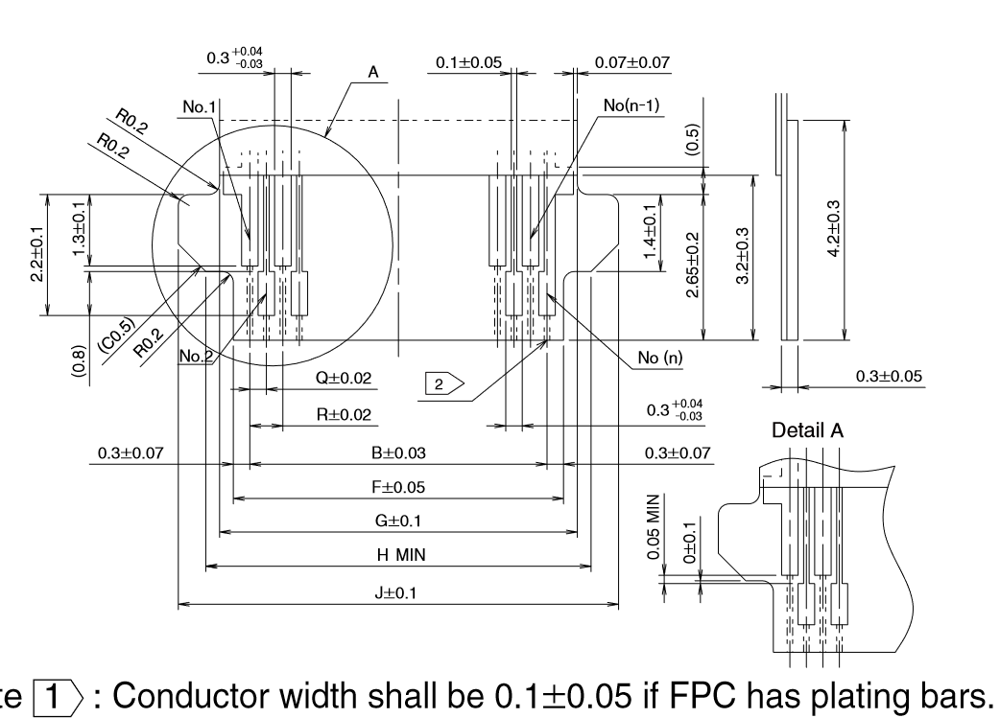 0.3 +0.04 -0.03
A
0.1±0.05
0.07±0.07
No.1
No(n-1)
R0.2
R0.2
(0.5)
2.2±0.1
1.3±0.1
1.4±0.1
2.65±0.2
3.2±0.3
4.2±0.3
(C0.5)
R0.2
(0.8)
No.2
No (n)
Q±0.02
2
0.3±0.05
R±0.02
0.3 +0.04 -0.03
Detail A
0.3±0.07
B±0.03
0.3±0.07
F±0.05
G±0.1
0.05 MIN
0±0.1
H MIN
J±0.1
te 1 : Conductor width shall be 0.1±0.05 if FPC has plating bars.